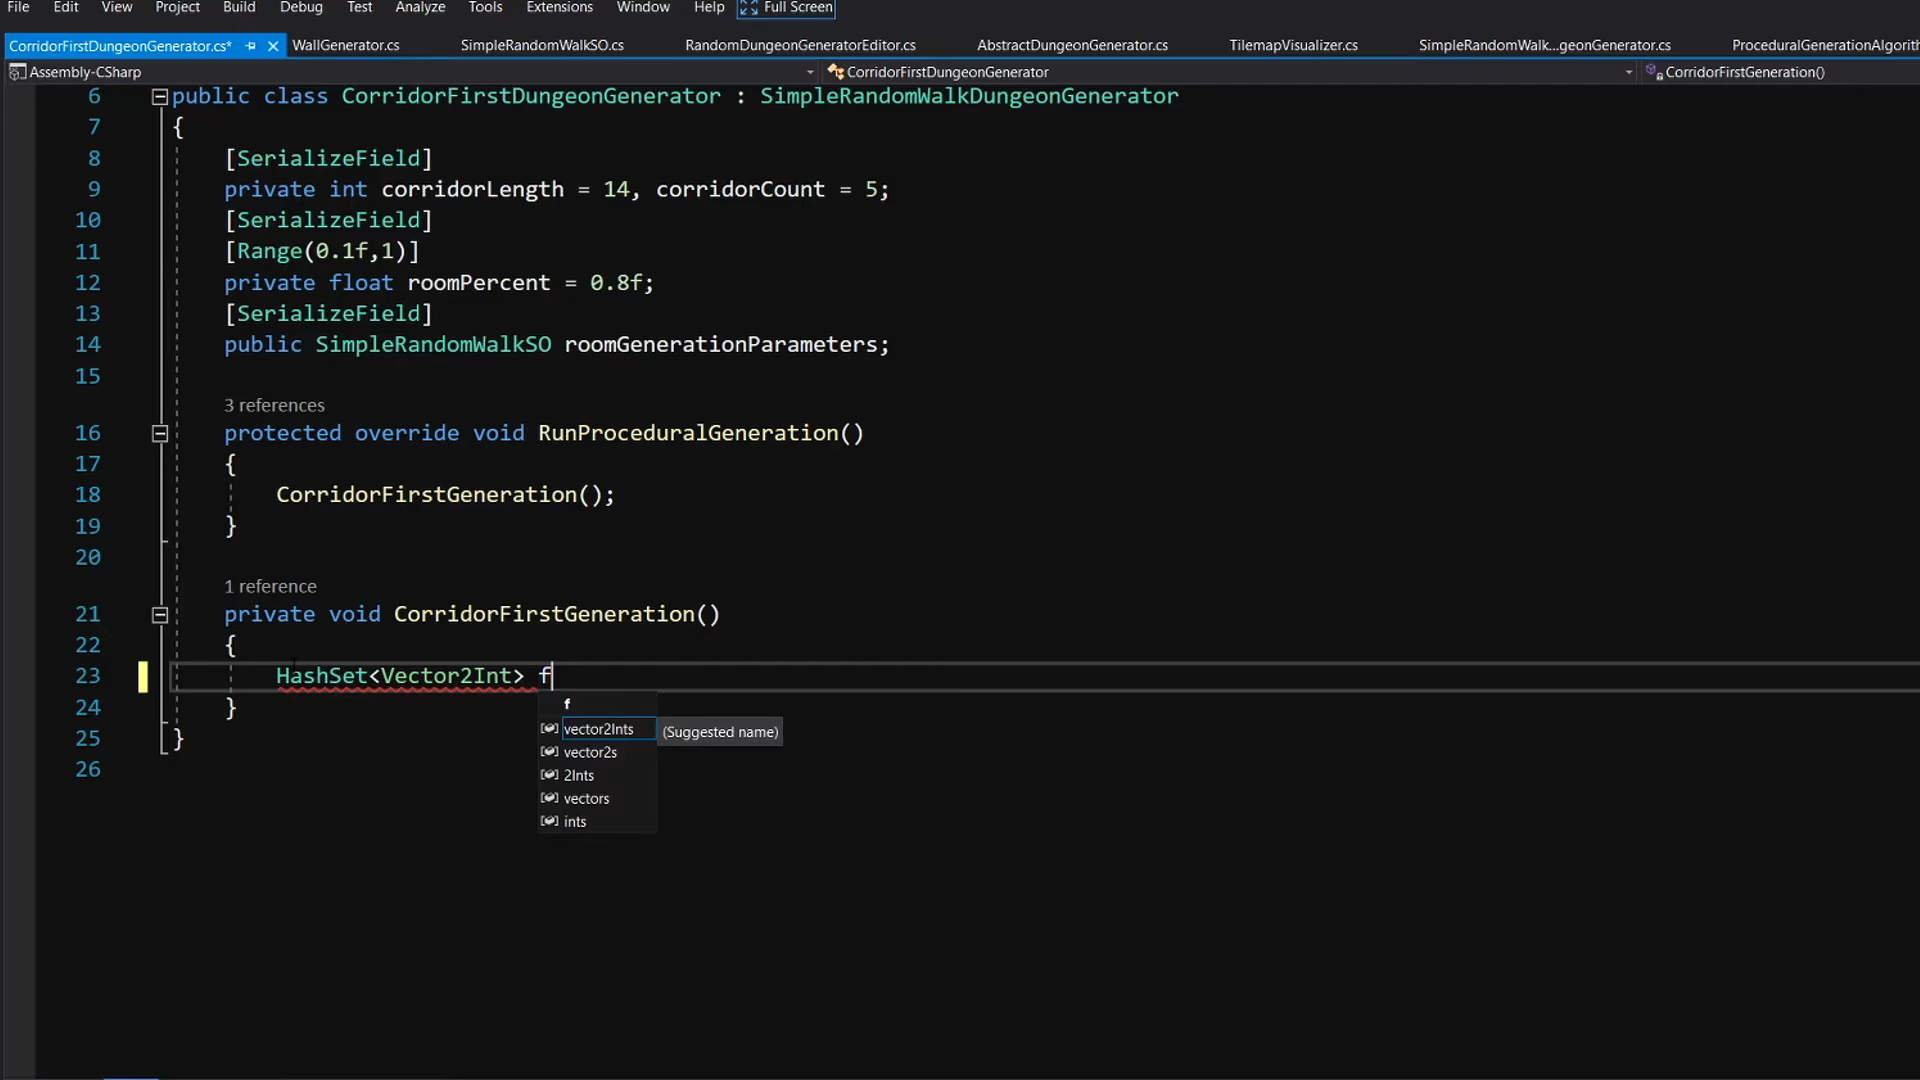 File Edit View Project Build Debug Test Analyze Tools Extensions Window Help Full Screen
CorridorFirstDungeonGenerator.cs* WallGenerator.cs SimpleRandomWalkSO.cs RandomDungeonGeneratorEditor.cs AbstractDungeonGenerator.cs TilemapVisualizer.cs SimpleRandomWalk...geonGenerator.cs ProceduralGenerationAlgorith
Assembly-CSharp CorridorFirstDungeonGenerator CorridorFirstGeneration()
6 public class CorridorFirstDungeonGenerator : SimpleRandomWalkDungeonGenerator
7 {
8 [SerializeField]
9 private int corridorLength = 14, corridorCount = 5;
10 [SerializeField]
11 [Range(0.1f,1)]
12 private float roomPercent = 0.8f;
13 [SerializeField]
14 public SimpleRandomWalkSO roomGenerationParameters;
15
3 references
16 protected override void RunProceduralGeneration()
17 {
18 CorridorFirstGeneration();
19 }
20
1 reference
21 private void CorridorFirstGeneration()
22 {
23 HashSet<Vector2Int> f
f
24 }
vector2Ints (Suggested name)
25 }
vector2s
26
2Ints
vectors
ints